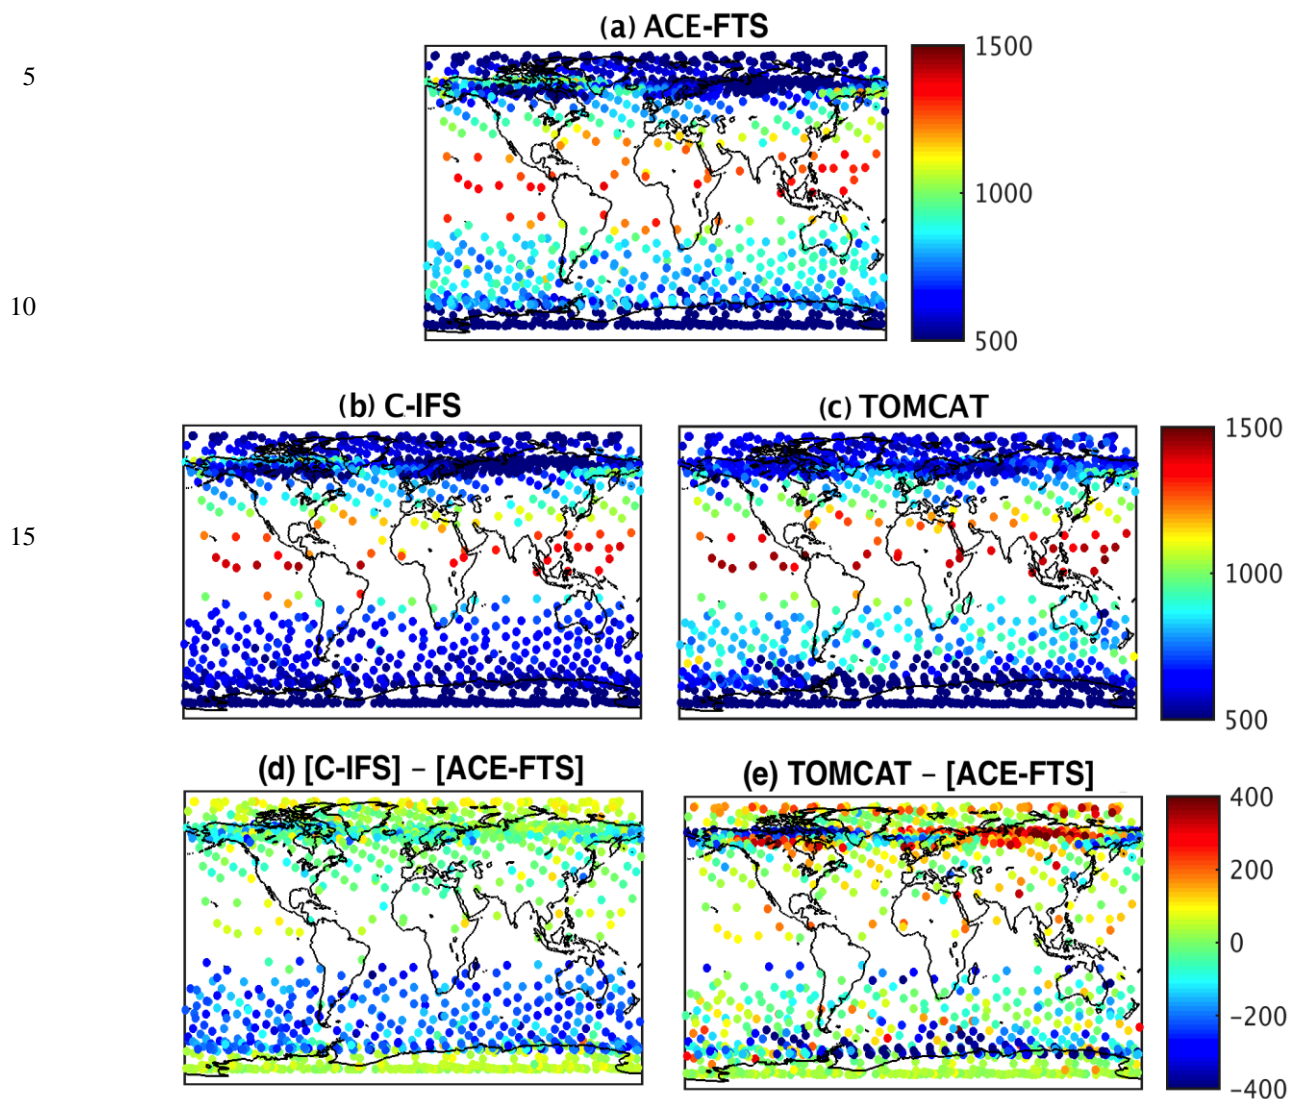 (a) ACE-FTS
1500
5
1000
10
500
(b) C-IFS
(c) TOMCAT
1500
15
1000
500
(d) [C-IFS] – [ACE-FTS]
(e) TOMCAT – [ACE-FTS]
400
200
0
−200
−400